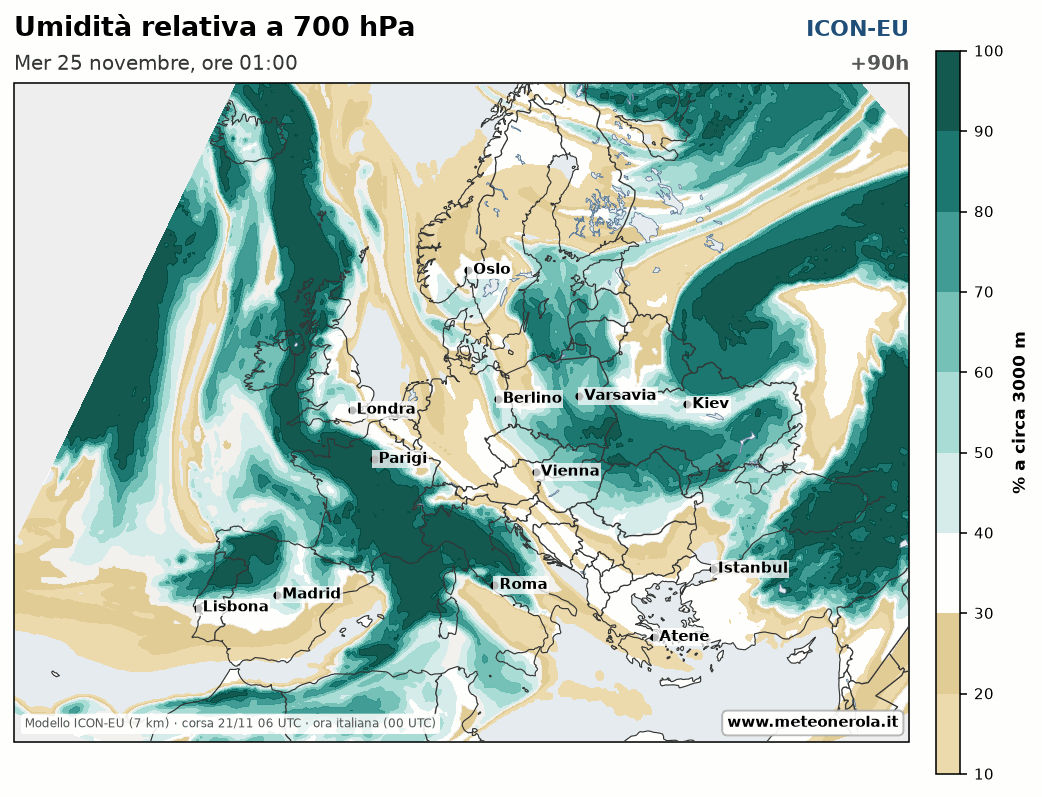 Umidità relativa a 700 hPa
ICON-EU
Mer 25 novembre, ore 01:00
+90h
100
90
80
70
60
50
40
30
20
10
% a circa 3000 m
Oslo
Berlino
Varsavia
Kiev
Londra
Parigi
Vienna
Istanbul
Roma
Madrid
Lisbona
Atene
Modello ICON-EU (7 km) · corsa 21/11 06 UTC · ora italiana (00 UTC)
www.meteonerola.it